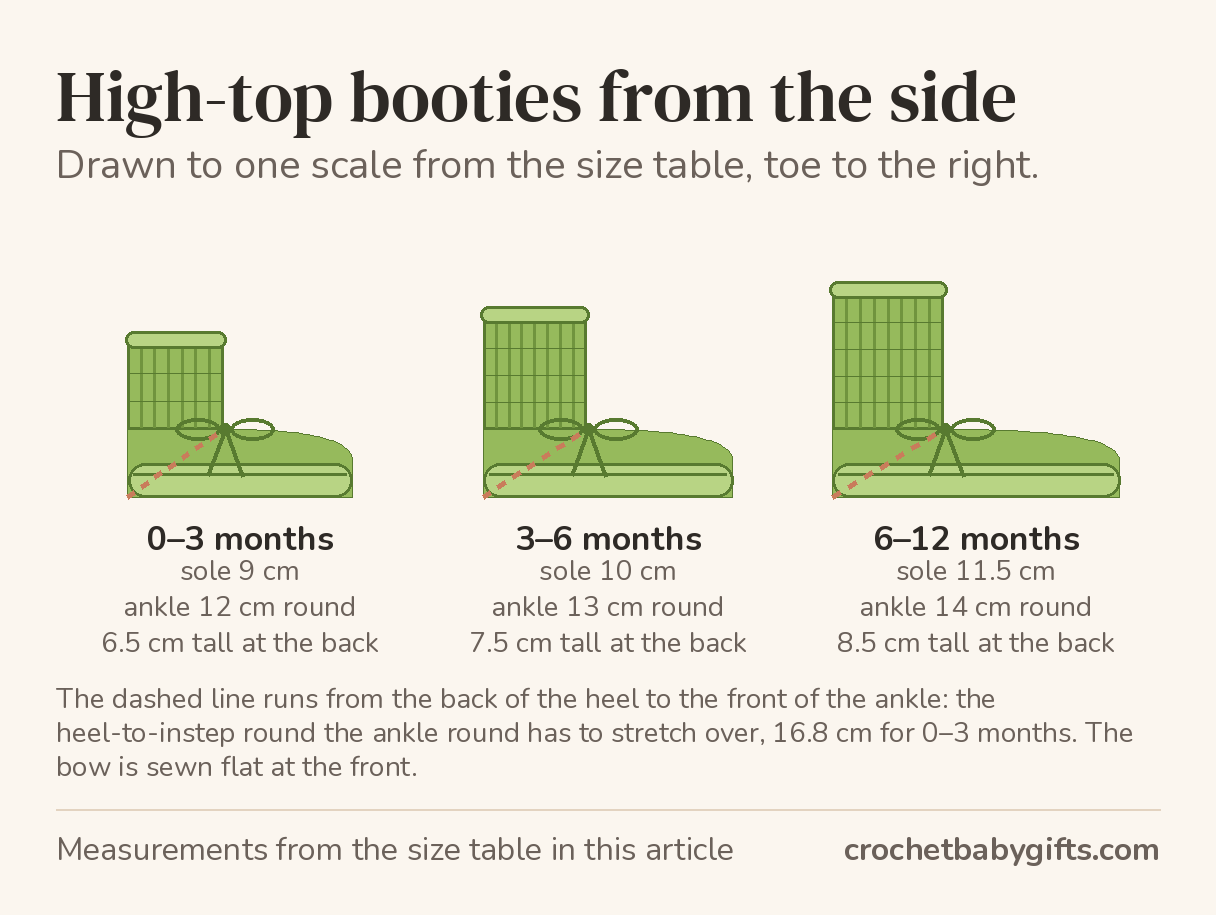 High-top booties from the side
Drawn to one scale from the size table, toe to the right.
0–3 months
sole 9 cm
ankle 12 cm round
6.5 cm tall at the back
3–6 months
sole 10 cm
ankle 13 cm round
7.5 cm tall at the back
6–12 months
sole 11.5 cm
ankle 14 cm round
8.5 cm tall at the back
The dashed line runs from the back of the heel to the front of the ankle: the
heel-to-instep round the ankle round has to stretch over, 16.8 cm for 0–3 months. The
bow is sewn flat at the front.
Measurements from the size table in this article
crochetbabygifts.com